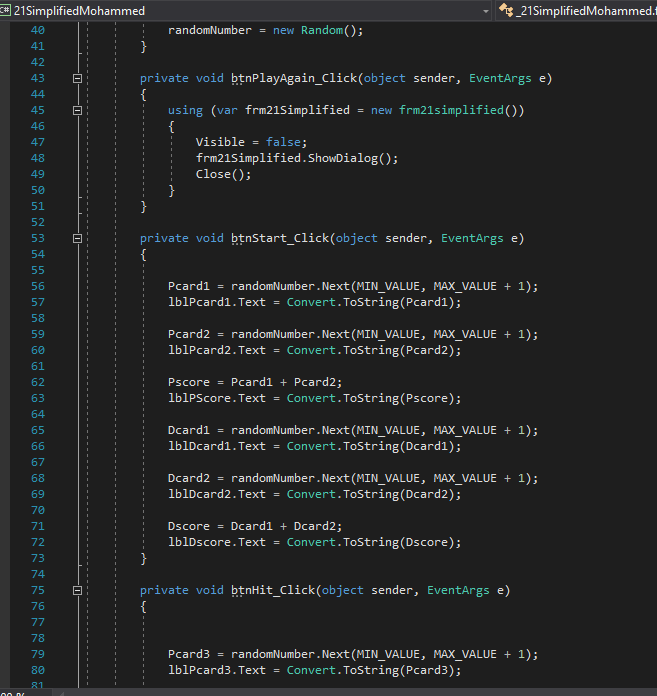 C# 21SimplifiedMohammed
_21SimplifiedMohammed.f
40 randomNumber = new Random();
41 }
42
43 private void btnPlayAgain_Click(object sender, EventArgs e)
44 {
45 using (var frm21Simplified = new frm21simplified())
46 {
47 Visible = false;
48 frm21Simplified.ShowDialog();
49 Close();
50 }
51 }
52
53 private void btnStart_Click(object sender, EventArgs e)
54 {
55
56 Pcard1 = randomNumber.Next(MIN_VALUE, MAX_VALUE + 1);
57 lblPcard1.Text = Convert.ToString(Pcard1);
58
59 Pcard2 = randomNumber.Next(MIN_VALUE, MAX_VALUE + 1);
60 lblPcard2.Text = Convert.ToString(Pcard2);
61
62 Pscore = Pcard1 + Pcard2;
63 lblPScore.Text = Convert.ToString(Pscore);
64
65 Dcard1 = randomNumber.Next(MIN_VALUE, MAX_VALUE + 1);
66 lblDcard1.Text = Convert.ToString(Dcard1);
67
68 Dcard2 = randomNumber.Next(MIN_VALUE, MAX_VALUE + 1);
69 lblDcard2.Text = Convert.ToString(Dcard2);
70
71 Dscore = Dcard1 + Dcard2;
72 lblDscore.Text = Convert.ToString(Dscore);
73 }
74
75 private void btnHit_Click(object sender, EventArgs e)
76 {
77
78
79 Pcard3 = randomNumber.Next(MIN_VALUE, MAX_VALUE + 1);
80 lblPcard3.Text = Convert.ToString(Pcard3);
81